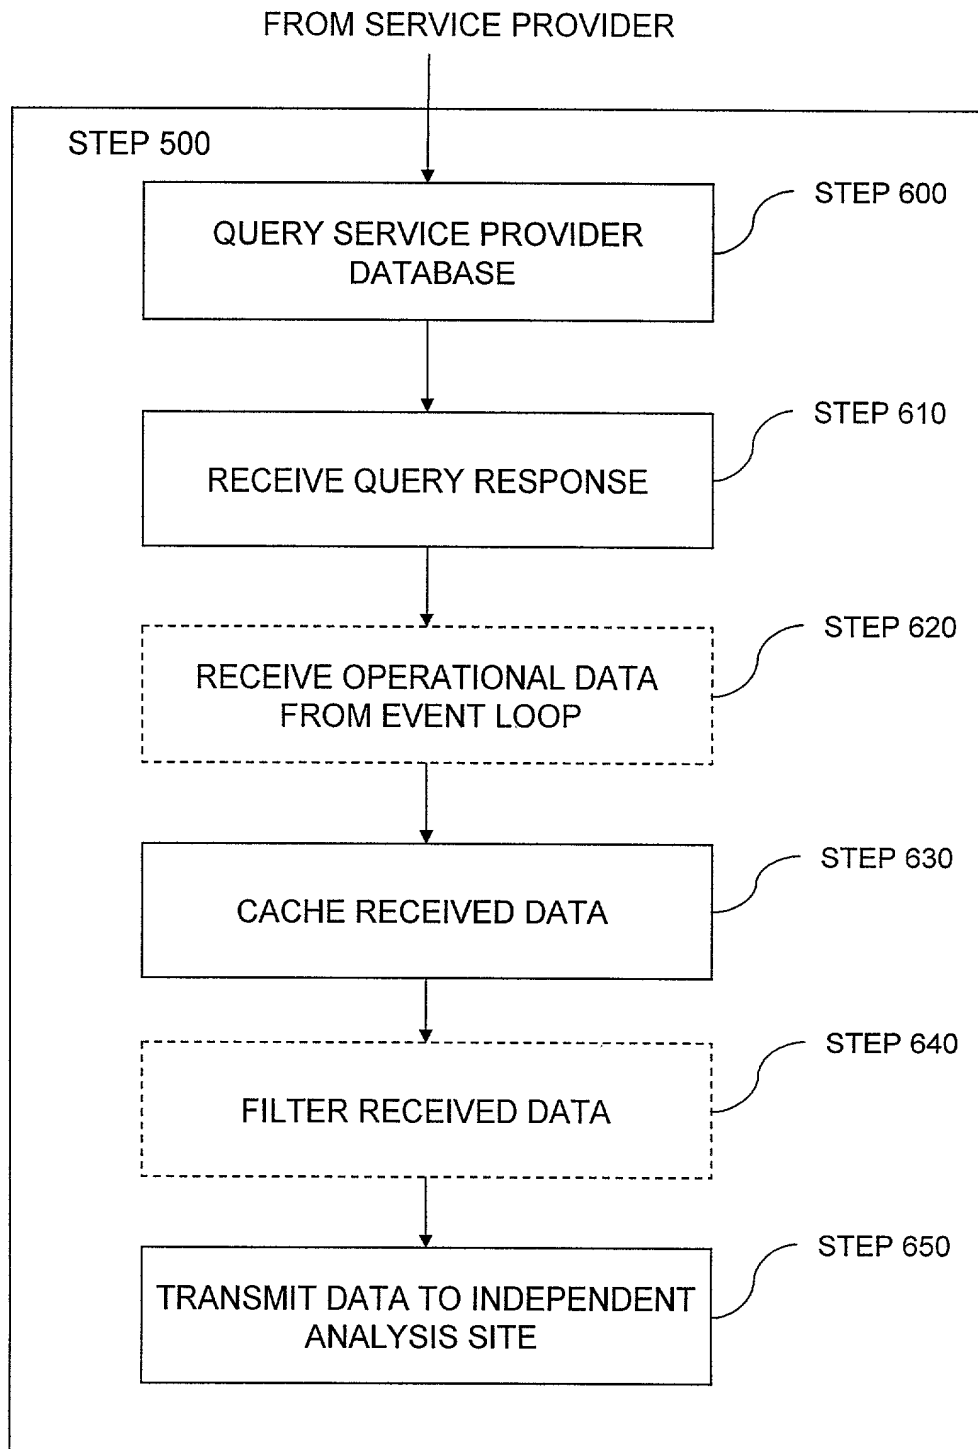 FROM SERVICE PROVIDER
STEP 500
STEP 600
QUERY SERVICE PROVIDER
DATABASE
STEP 610
RECEIVE QUERY RESPONSE
STEP 620
RECEIVE OPERATIONAL DATA
FROM EVENT LOOP
STEP 630
CACHE RECEIVED DATA
STEP 640
FILTER RECEIVED DATA
STEP 650
TRANSMIT DATA TO INDEPENDENT
ANALYSIS SITE